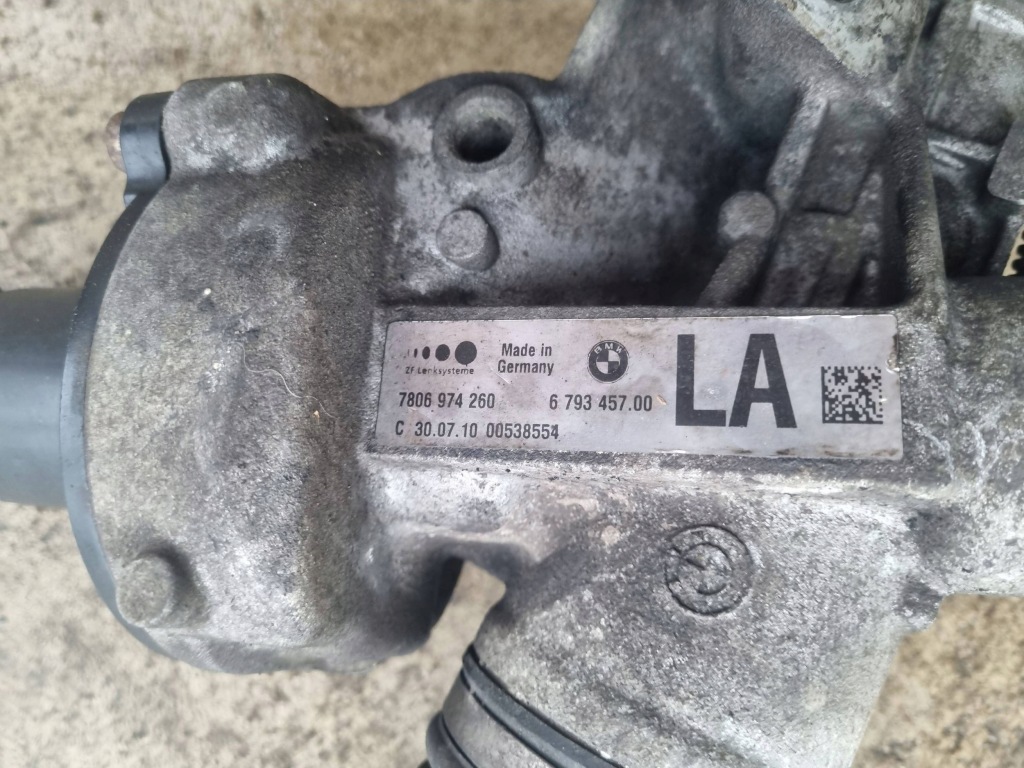 ZF Lenksysteme
Made in
Germany
BMW
LA
7806 974 260
6 793 457.00
C 30.07.10 00538554